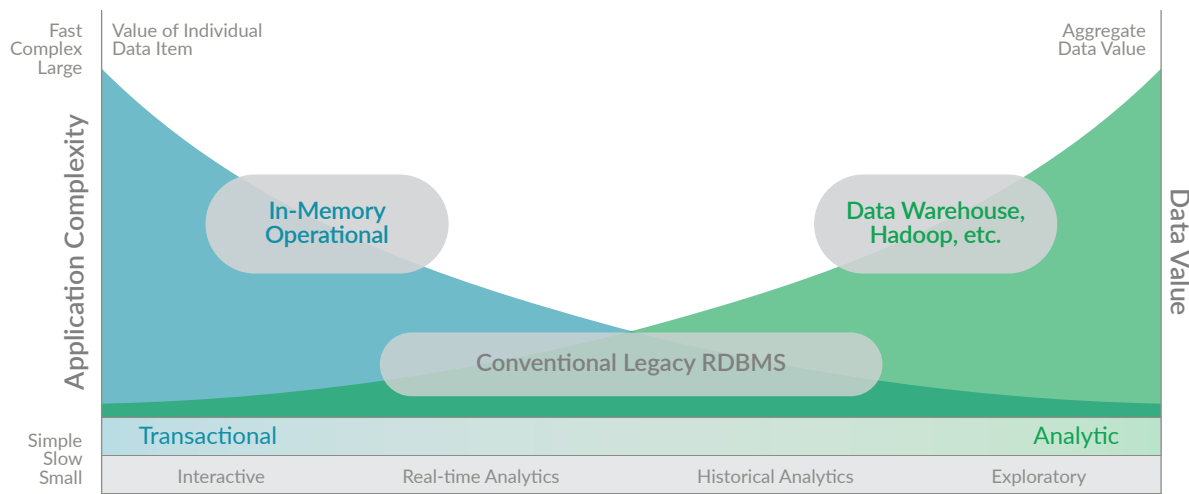 Fast
Complex
Large
Value of Individual
Data Item
Aggregate
Data Value
Application Complexity
In-Memory
Operational
Data Warehouse,
Hadoop, etc.
Data Value
Conventional Legacy RDBMS
Transactional
Analytic
Simple
Slow
Small
Interactive
Real-time Analytics
Historical Analytics
Exploratory